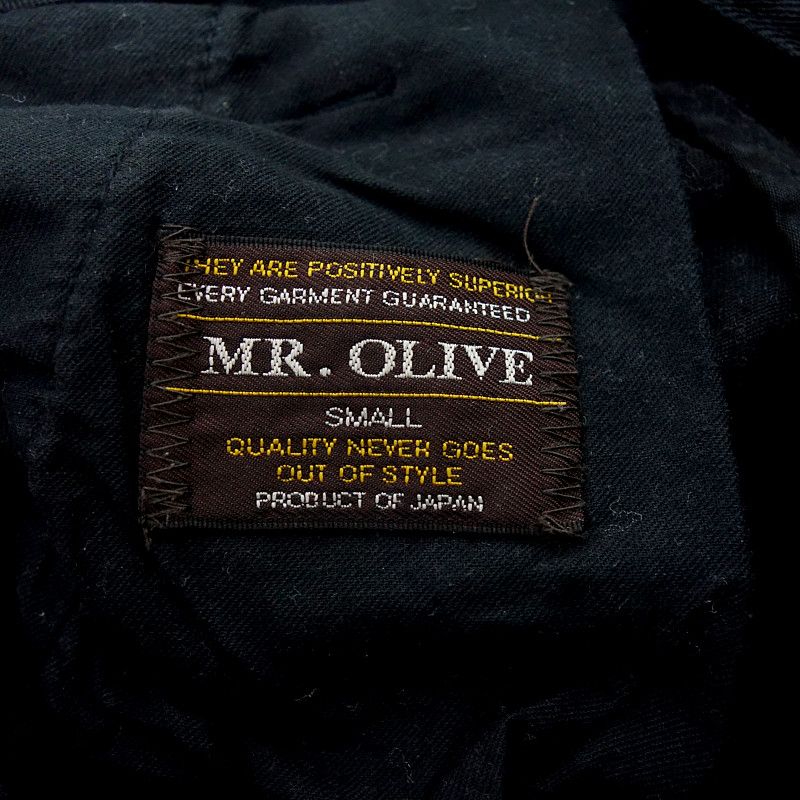 THEY ARE POSITIVELY SUPERIOR
EVERY GARMENT GUARANTEED
MR. OLIVE
SMALL
QUALITY NEVER GOES
OUT OF STYLE
PRODUCT OF JAPAN